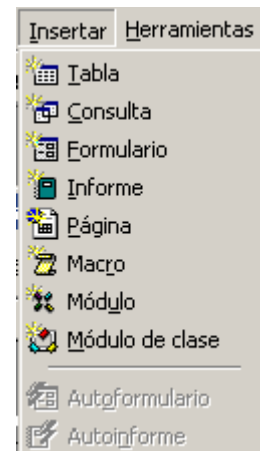 Insertar Herramientas
Tabla
Consulta
Formulario
Informe
Página
Macro
Módulo
Módulo de clase
Autoformulario
Autoinforme